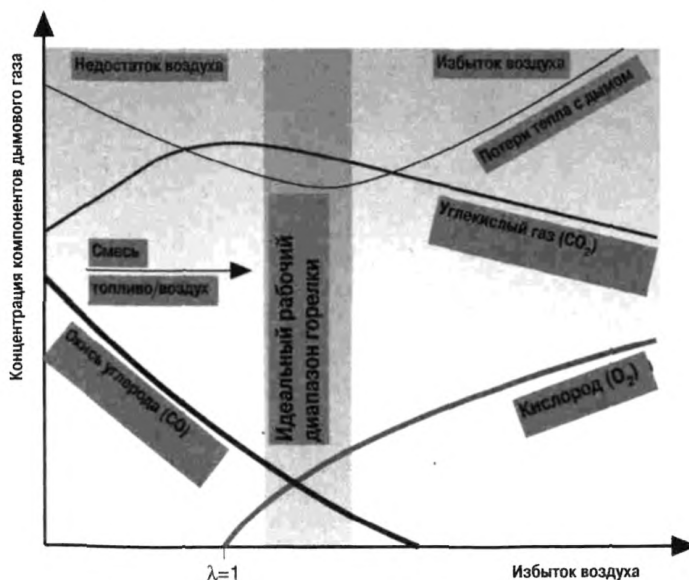 Концентрация компонентов дымового газа
Недостаток воздуха
Избыток воздуха
Потери тепла с дымом
Углекислый газ (CO₂)
Смесь
топливо/воздух
Идеальный рабочий
диапазон горелки
Окись углерода (CO)
Кислород (O₂)
λ=1
Избыток воздуха